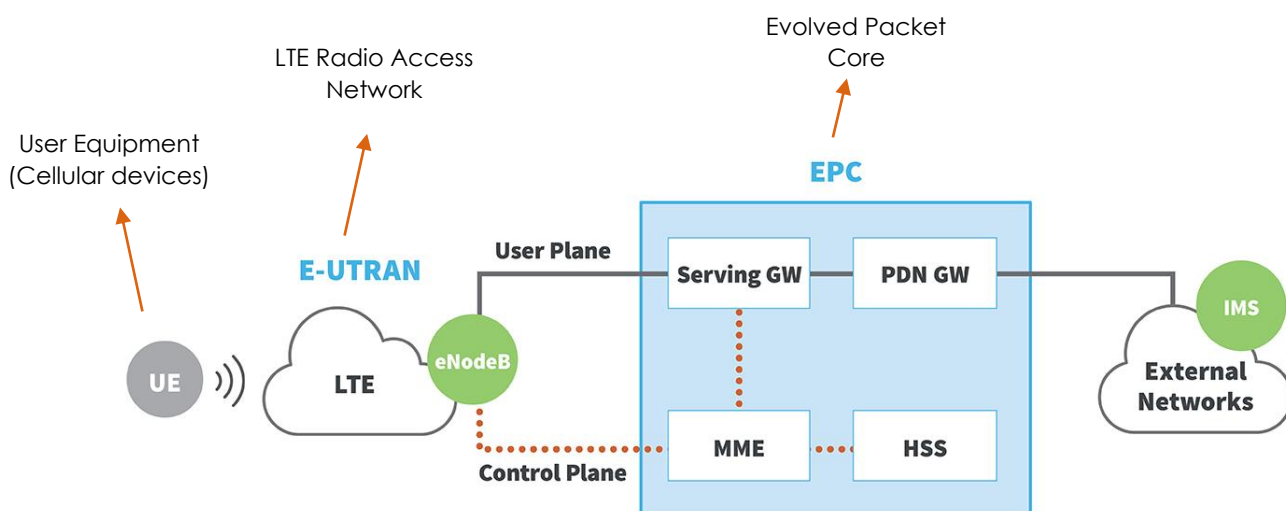 Evolved Packet
Core
LTE Radio Access
Network
User Equipment
(Cellular devices)
EPC
E-UTRAN
User Plane
Serving GW
PDN GW
IMS
eNodeB
UE
LTE
External
Networks
MME
HSS
Control Plane